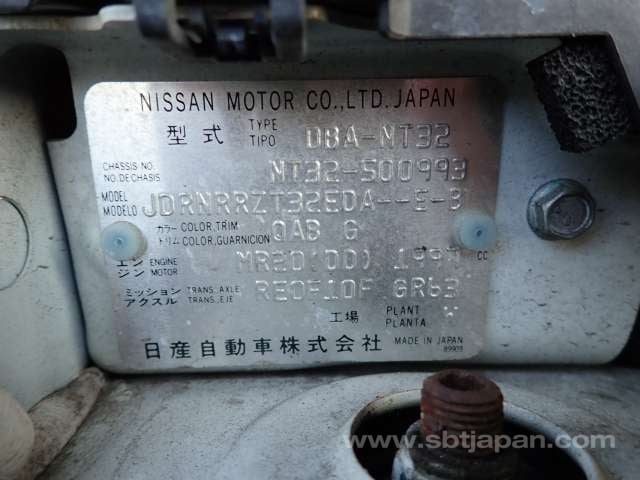 NISSAN MOTOR CO.,LTD.JAPAN
型式 TYPE TIPO DBA-NT32
CHASSIS NO. NO.DE CHASIS NT32-500993
MODEL MODELO JDRNRRZT32EDA--E-B
カラー COLOR,TRIM トリム COLOR,GUARNICION QAB G
エンジン ENGINE MOTOR MR20(DD) 1997 CC
ミッション TRANS.AXLE アクスル TRANS.EJE RE0F10F GR63
工場 PLANT PLANTA
日産自動車株式会社 MADE IN JAPAN
89909
www.sbtjapan.com